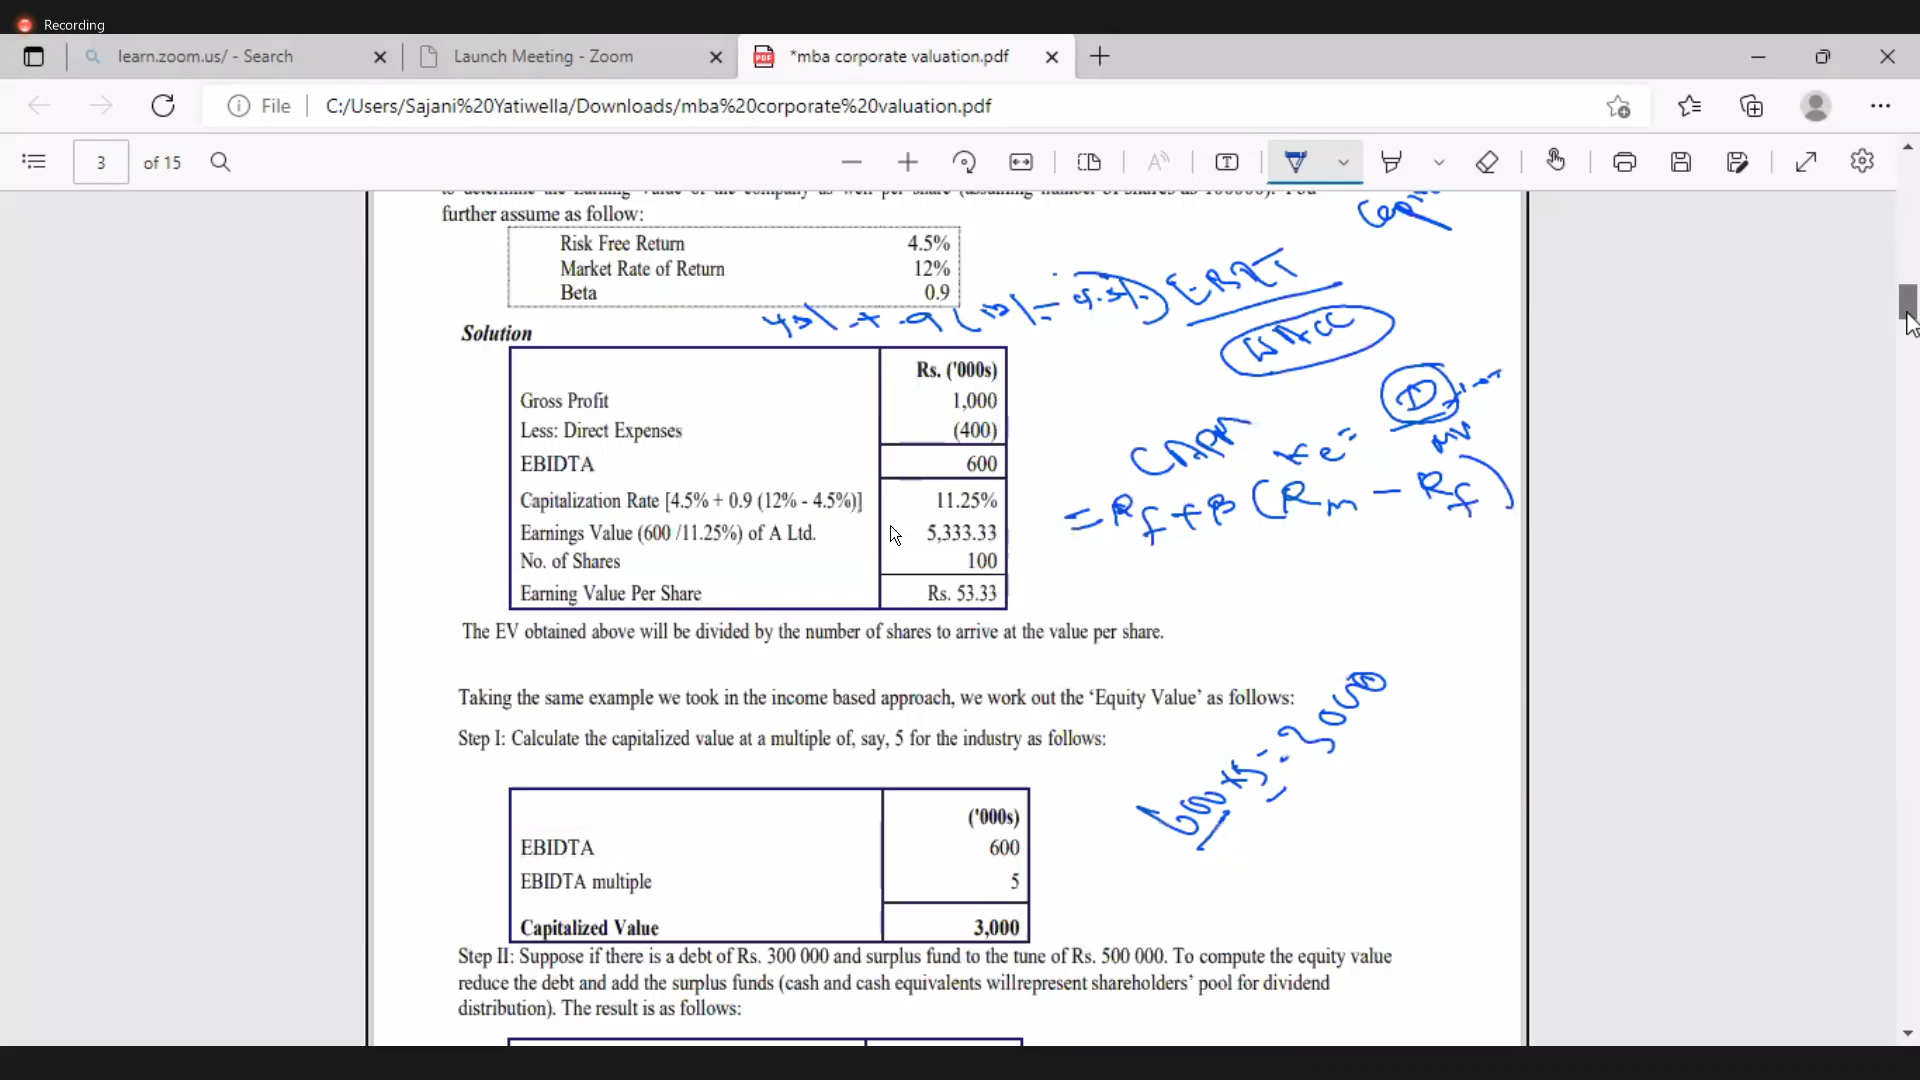 Recording
learn.zoom.us/ - Search
Launch Meeting - Zoom
*mba corporate valuation.pdf
File
C:/Users/Sajani%20Yatiwella/Downloads/mba%20corporate%20valuation.pdf
3 of 15
further assume as follow:
Risk Free Return 4.5%
Market Rate of Return 12%
Beta 0.9
EBIT
WACC
Solution
Rs. ('000s)
Gross Profit 1,000
Less: Direct Expenses (400)
EBIDTA 600
Capitalization Rate [4.5% + 0.9 (12% - 4.5%)] 11.25%
Earnings Value (600 /11.25%) of A Ltd. 5,333.33
No. of Shares 100
Earning Value Per Share Rs. 53.33
D
MV
CAPM Ke =
= Rf + β (Rm - Rf)
The EV obtained above will be divided by the number of shares to arrive at the value per share.
Taking the same example we took in the income based approach, we work out the ‘Equity Value’ as follows:
Step I: Calculate the capitalized value at a multiple of, say, 5 for the industry as follows:
600x5 = 3000
('000s)
EBIDTA 600
EBIDTA multiple 5
Capitalized Value 3,000
Step II: Suppose if there is a debt of Rs. 300 000 and surplus fund to the tune of Rs. 500 000. To compute the equity value
reduce the debt and add the surplus funds (cash and cash equivalents willrepresent shareholders’ pool for dividend
distribution). The result is as follows: